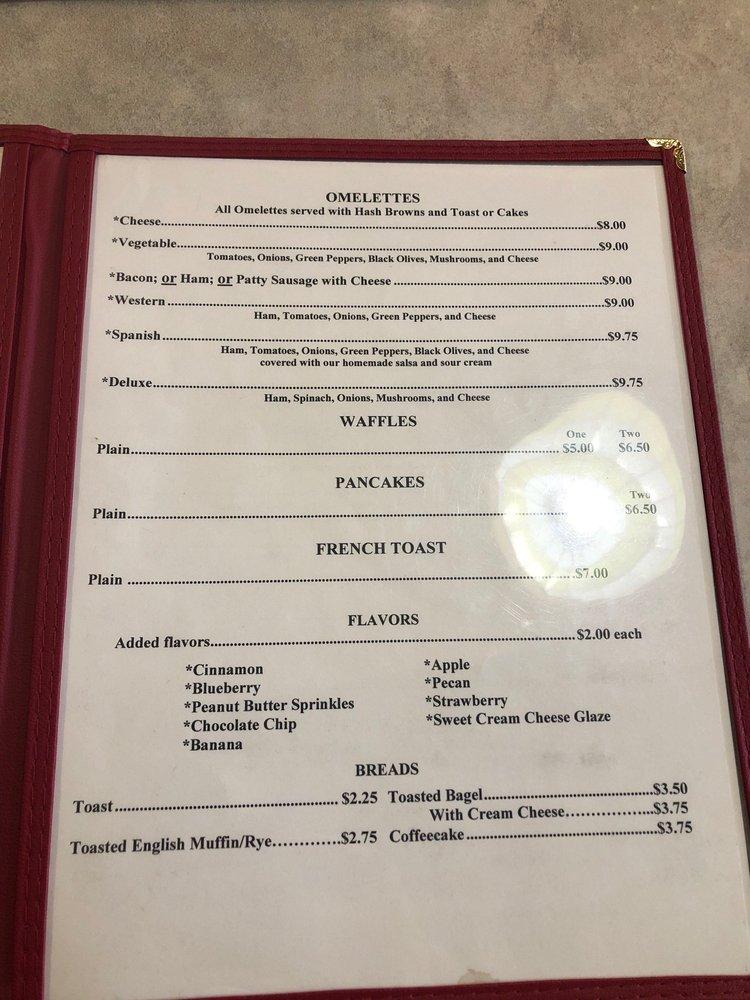 OMELETTES
All Omelettes served with Hash Browns and Toast or Cakes
*Cheese..........$8.00
*Vegetable..........$9.00
Tomatoes, Onions, Green Peppers, Black Olives, Mushrooms, and Cheese
*Bacon; or Ham; or Patty Sausage with Cheese ..........$9.00
*Western ..........$9.00
Ham, Tomatoes, Onions, Green Peppers, and Cheese
*Spanish..........$9.75
Ham, Tomatoes, Onions, Green Peppers, Black Olives, and Cheese
covered with our homemade salsa and sour cream
*Deluxe..........$9.75
Ham, Spinach, Onions, Mushrooms, and Cheese
WAFFLES
One Two
Plain.......... $5.00 $6.50
PANCAKES
Two
Plain.......... $6.50
FRENCH TOAST
Plain ..........$7.00
FLAVORS
Added flavors..........$2.00 each
*Cinnamon *Apple
*Blueberry *Pecan
*Peanut Butter Sprinkles *Strawberry
*Chocolate Chip *Sweet Cream Cheese Glaze
*Banana
BREADS
Toast.......... $2.25 Toasted Bagel..........$3.50
With Cream Cheese..........$3.75
Toasted English Muffin/Rye..........$2.75 Coffeecake..........$3.75